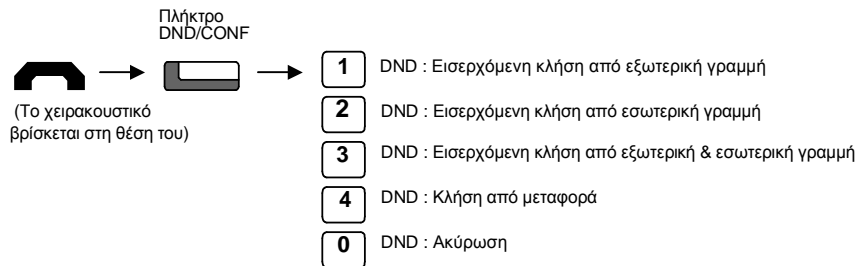 Πλήκτρο
DND/CONF
(Το χειρακουστικό
βρίσκεται στη θέση του)
1 DND : Εισερχόμενη κλήση από εξωτερική γραμμή
2 DND : Εισερχόμενη κλήση από εσωτερική γραμμή
3 DND : Εισερχόμενη κλήση από εξωτερική & εσωτερική γραμμή
4 DND : Κλήση από μεταφορά
0 DND : Ακύρωση